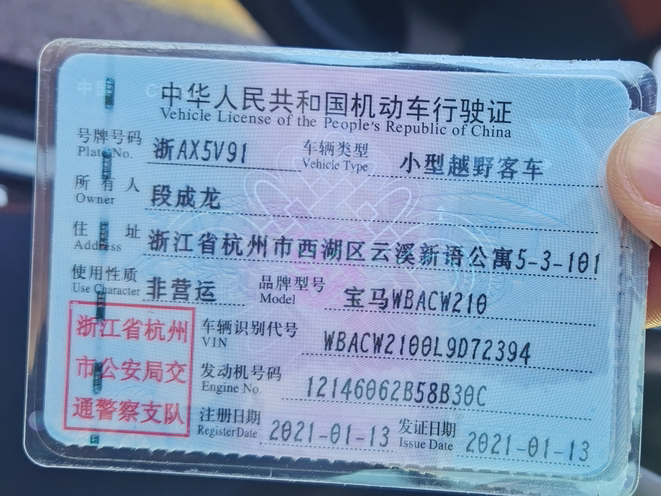 中华人民共和国机动车行驶证
Vehicle License of the People's Republic of China
号牌号码 浙AX5V91 车辆类型 小型越野客车
Plate No. Vehicle Type
所有人 段成龙
Owner
住址 浙江省杭州市西湖区云溪新语公寓5-3-101
Address
使用性质 非营运 品牌型号 宝马WBACW210
Use Character Model
浙江省杭州
市公安局交
通警察支队
车辆识别代号 WBACW2100L9D72394
VIN
发动机号码 12146062B58B30C
Engine No.
注册日期 2021-01-13 发证日期 2021-01-13
Register Date Issue Date